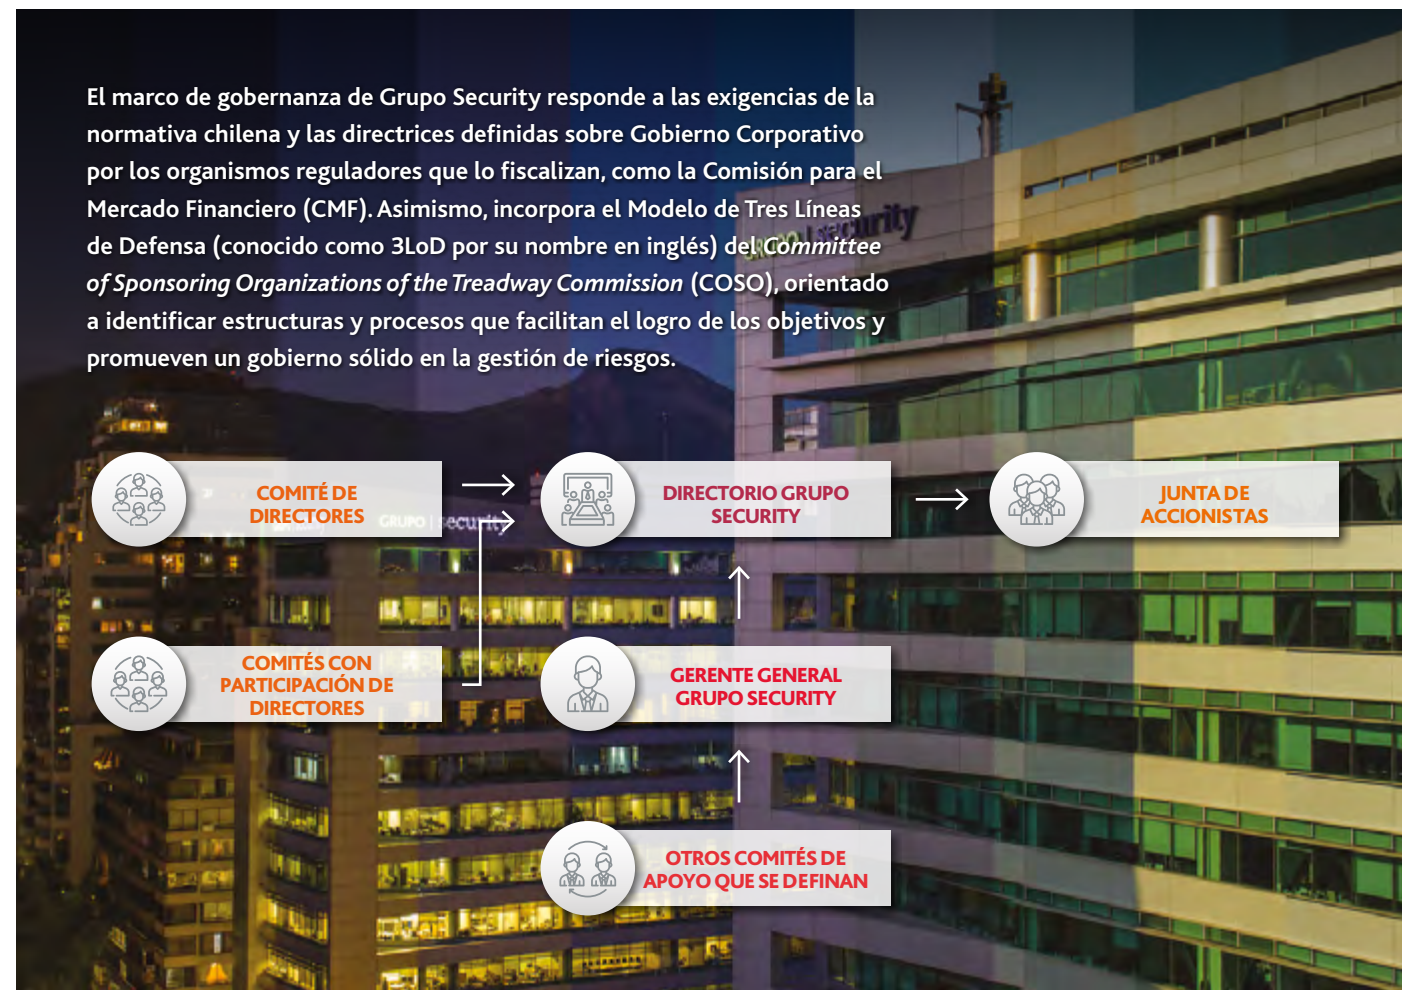 El marco de gobernanza de Grupo Security responde a las exigencias de la
normativa chilena y las directrices definidas sobre Gobierno Corporativo
por los organismos reguladores que lo fiscalizan, como la Comisión para el
Mercado Financiero (CMF). Asimismo, incorpora el Modelo de Tres Líneas
de Defensa (conocido como 3LoD por su nombre en inglés) del Committee
of Sponsoring Organizations of the Treadway Commission (COSO), orientado
a identificar estructuras y procesos que facilitan el logro de los objetivos y
promueven un gobierno sólido en la gestión de riesgos.
GRUPO | security
COMITÉ DE
DIRECTORES
DIRECTORIO GRUPO
SECURITY
JUNTA DE
ACCIONISTAS
GRUPO | security
COMITÉS CON
PARTICIPACIÓN DE
DIRECTORES
GERENTE GENERAL
GRUPO SECURITY
OTROS COMITÉS DE
APOYO QUE SE DEFINAN